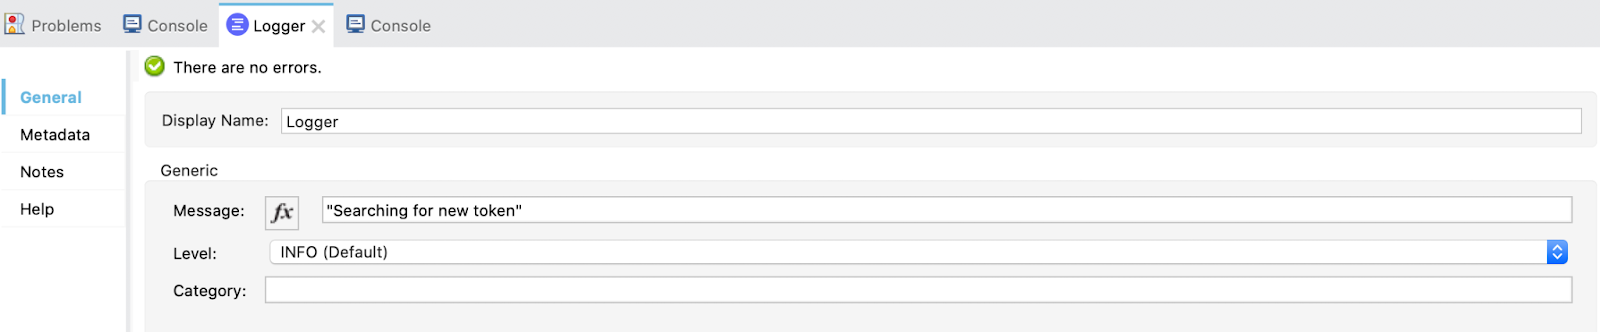 Problems Console Logger Console
There are no errors.
General
Display Name: Logger
Metadata
Notes
Generic
Help
Message: fx "Searching for new token"
Level: INFO (Default)
Category: